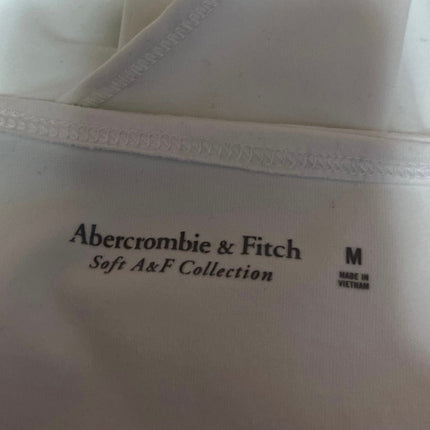 Abercrombie & Fitch
Soft A&F Collection
M
MADE IN
VIETNAM